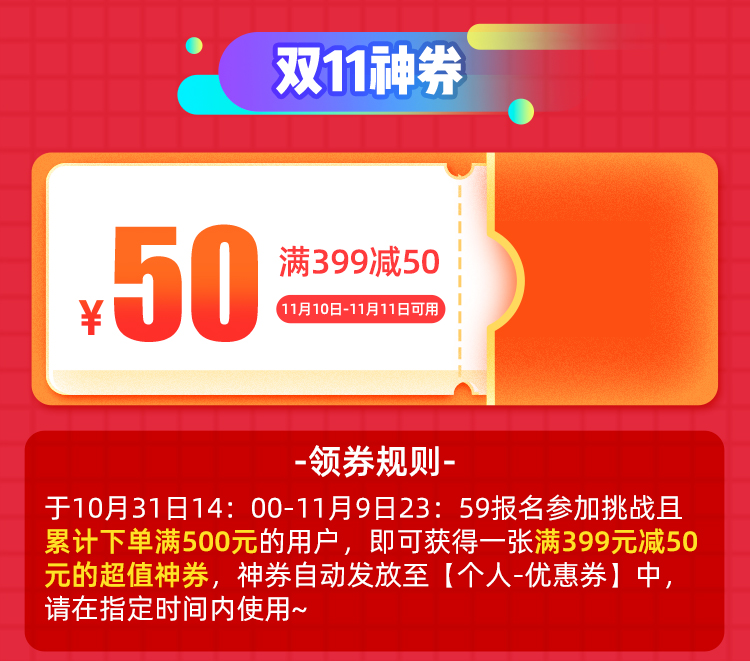 双11神券
满399减50
¥50
11月10日-11月11日可用
-领券规则-
于10月31日14：00-11月9日23：59报名参加挑战且
累计下单满500元的用户，即可获得一张满399元减50
元的超值神券，神券自动发放至【个人-优惠券】中，
请在指定时间内使用~